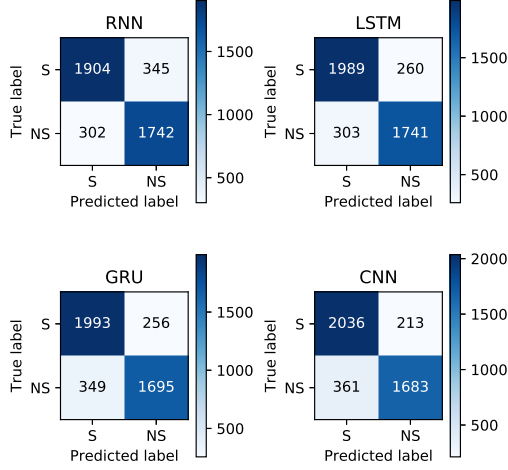 RNN
True label
S
1904 345
NS
302 1742
S NS
Predicted label
1500
1000
500
LSTM
True label
S
1989 260
NS
303 1741
S NS
Predicted label
1500
1000
500
GRU
True label
S
1993 256
NS
349 1695
S NS
Predicted label
1500
1000
500
CNN
True label
S
2036 213
NS
361 1683
S NS
Predicted label
2000
1500
1000
500